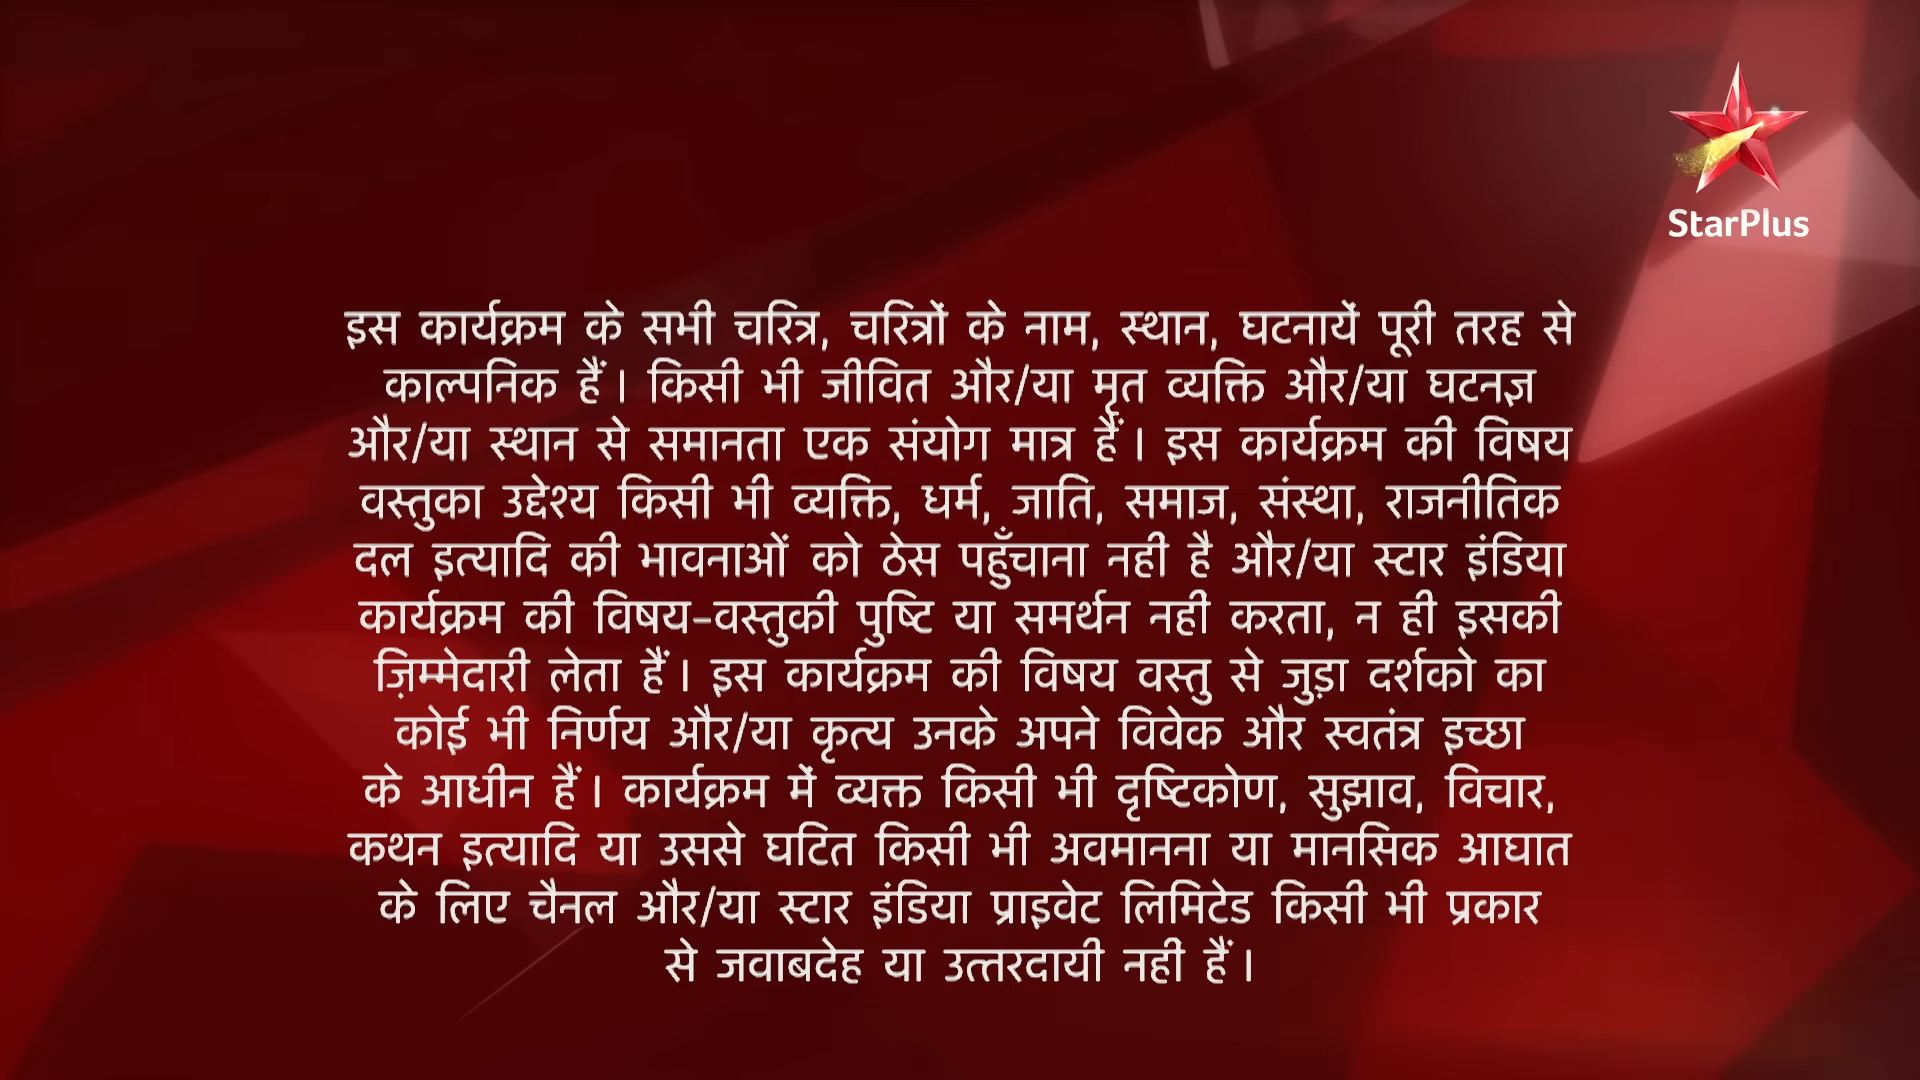 StarPlus
इस कार्यक्रम के सभी चरित्र, चरित्रों के नाम, स्थान, घटनायें पूरी तरह से
काल्पनिक हैं। किसी भी जीवित और/या मृत व्यक्ति और/या घटनज्ञ
और/या स्थान से समानता एक संयोग मात्र हैं। इस कार्यक्रम की विषय
वस्तुका उद्देश्य किसी भी व्यक्ति, धर्म, जाति, समाज, संस्था, राजनीतिक
दल इत्यादि की भावनाओं को ठेस पहुँचाना नही है और/या स्टार इंडिया
कार्यक्रम की विषय-वस्तुकी पुष्टि या समर्थन नहीं करता, न ही इसकी
ज़िम्मेदारी लेता हैं। इस कार्यक्रम की विषय वस्तु से जुड़ा दर्शको का
कोई भी निर्णय और/या कृत्य उनके अपने विवेक और स्वतंत्र इच्छा
के आधीन हैं। कार्यक्रम में व्यक्त किसी भी दृष्टिकोण, सुझाव, विचार,
कथन इत्यादि या उससे घटित किसी भी अवमानना या मानसिक आघात
के लिए चैनल और/या स्टार इंडिया प्राइवेट लिमिटेड किसी भी प्रकार
से जवाबदेह या उत्तरदायी नही हैं।